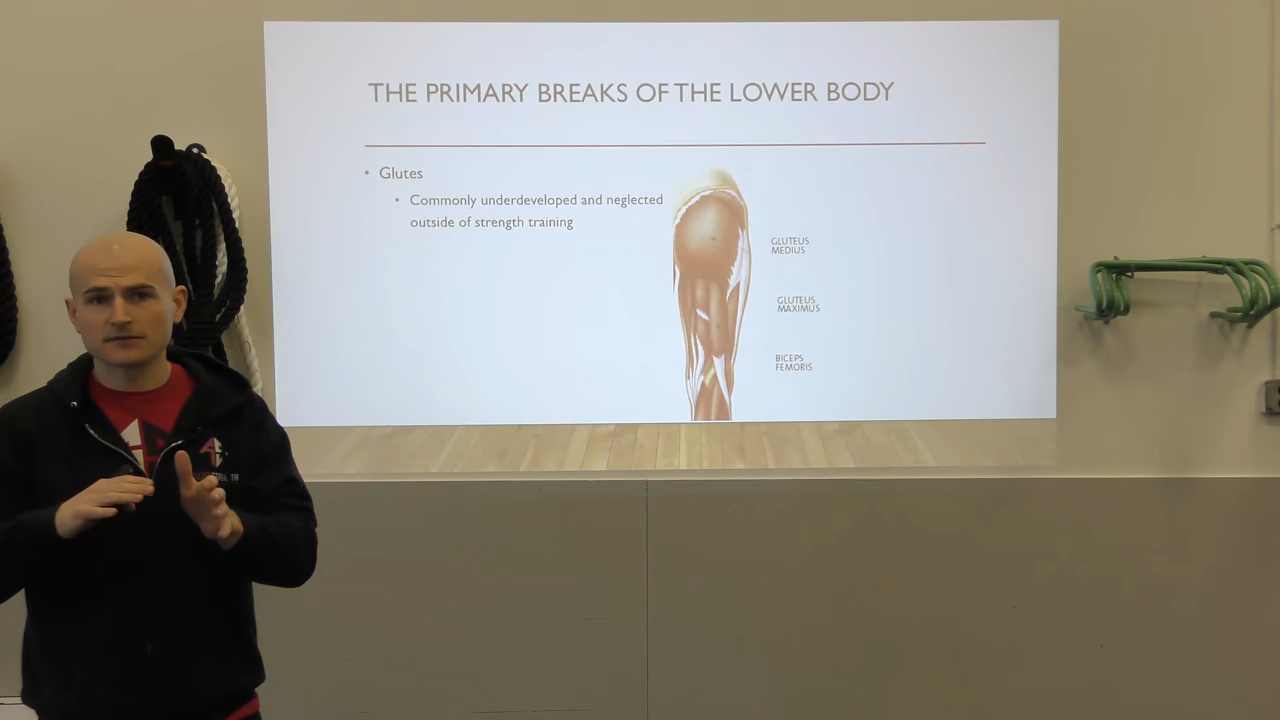 THE PRIMARY BREAKS OF THE LOWER BODY
• Glutes
• Commonly underdeveloped and neglected
outside of strength training
GLUTEUS
MEDIUS
GLUTEUS
MAXIMUS
BICEPS
FEMORIS